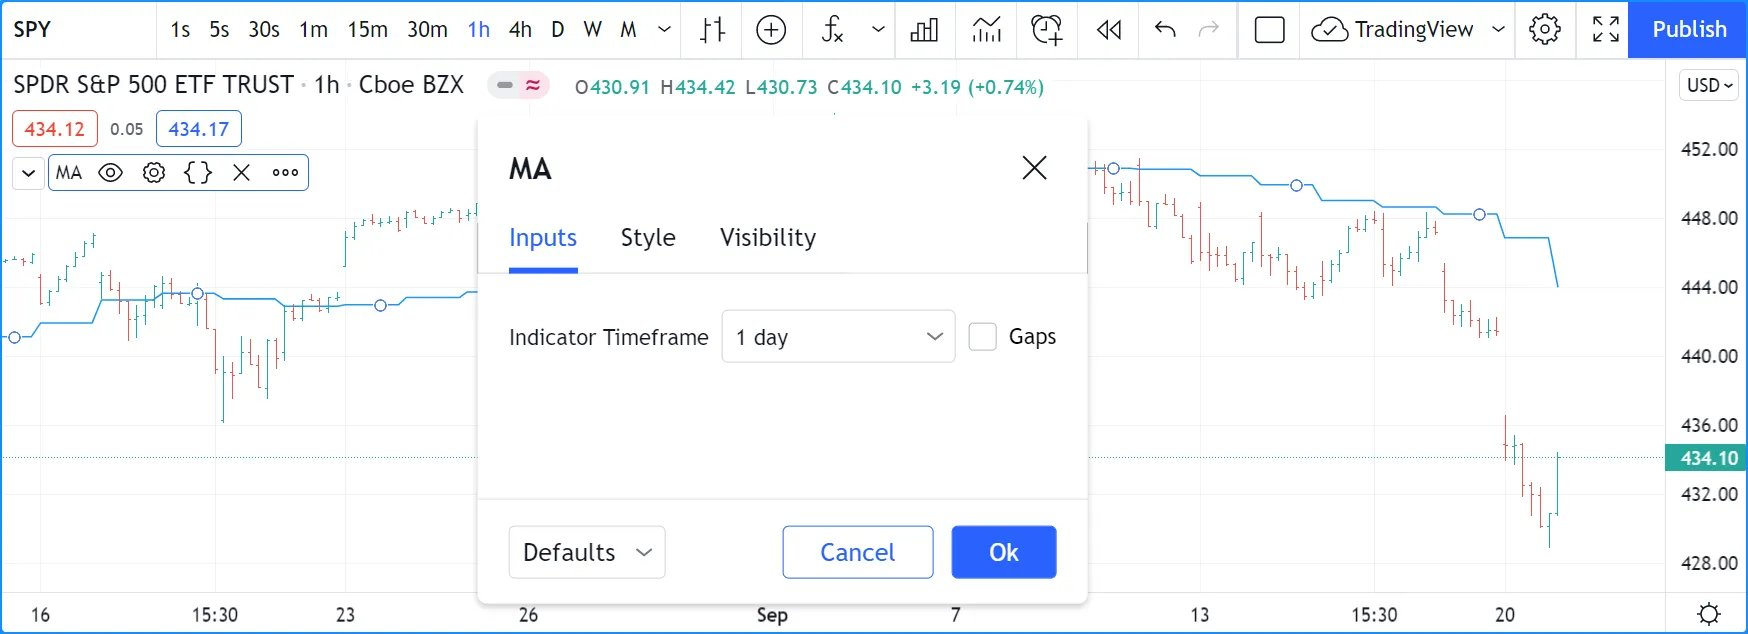 SPY 1s 5s 30s 1m 15m 30m 1h 4h D W M TradingView Publish
SPDR S&P 500 ETF TRUST · 1h · Cboe BZX O430.91 H434.42 L430.73 C434.10 +3.19 (+0.74%) USD
434.12 0.05 434.17
MA
MA
Inputs Style Visibility
Indicator Timeframe 1 day Gaps
Defaults Cancel Ok
452.00
448.00
444.00
440.00
436.00
434.10
432.00
428.00
16 15:30 23 26 Sep 7 13 15:30 20